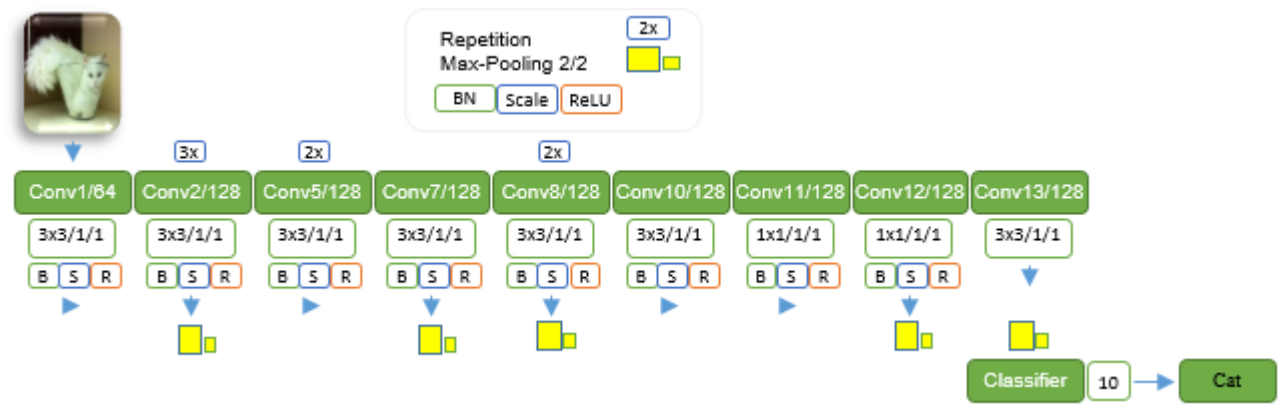 Repetition 2x
Max-Pooling 2/2
BN Scale ReLU
3x 2x 2x
Conv1/64 Conv2/128 Conv5/128 Conv7/128 Conv8/128 Conv10/128 Conv11/128 Conv12/128 Conv13/128
3x3/1/1 3x3/1/1 3x3/1/1 3x3/1/1 3x3/1/1 3x3/1/1 1x1/1/1 1x1/1/1 3x3/1/1
B S R B S R B S R B S R B S R B S R B S R B S R
Classifier 10 Cat